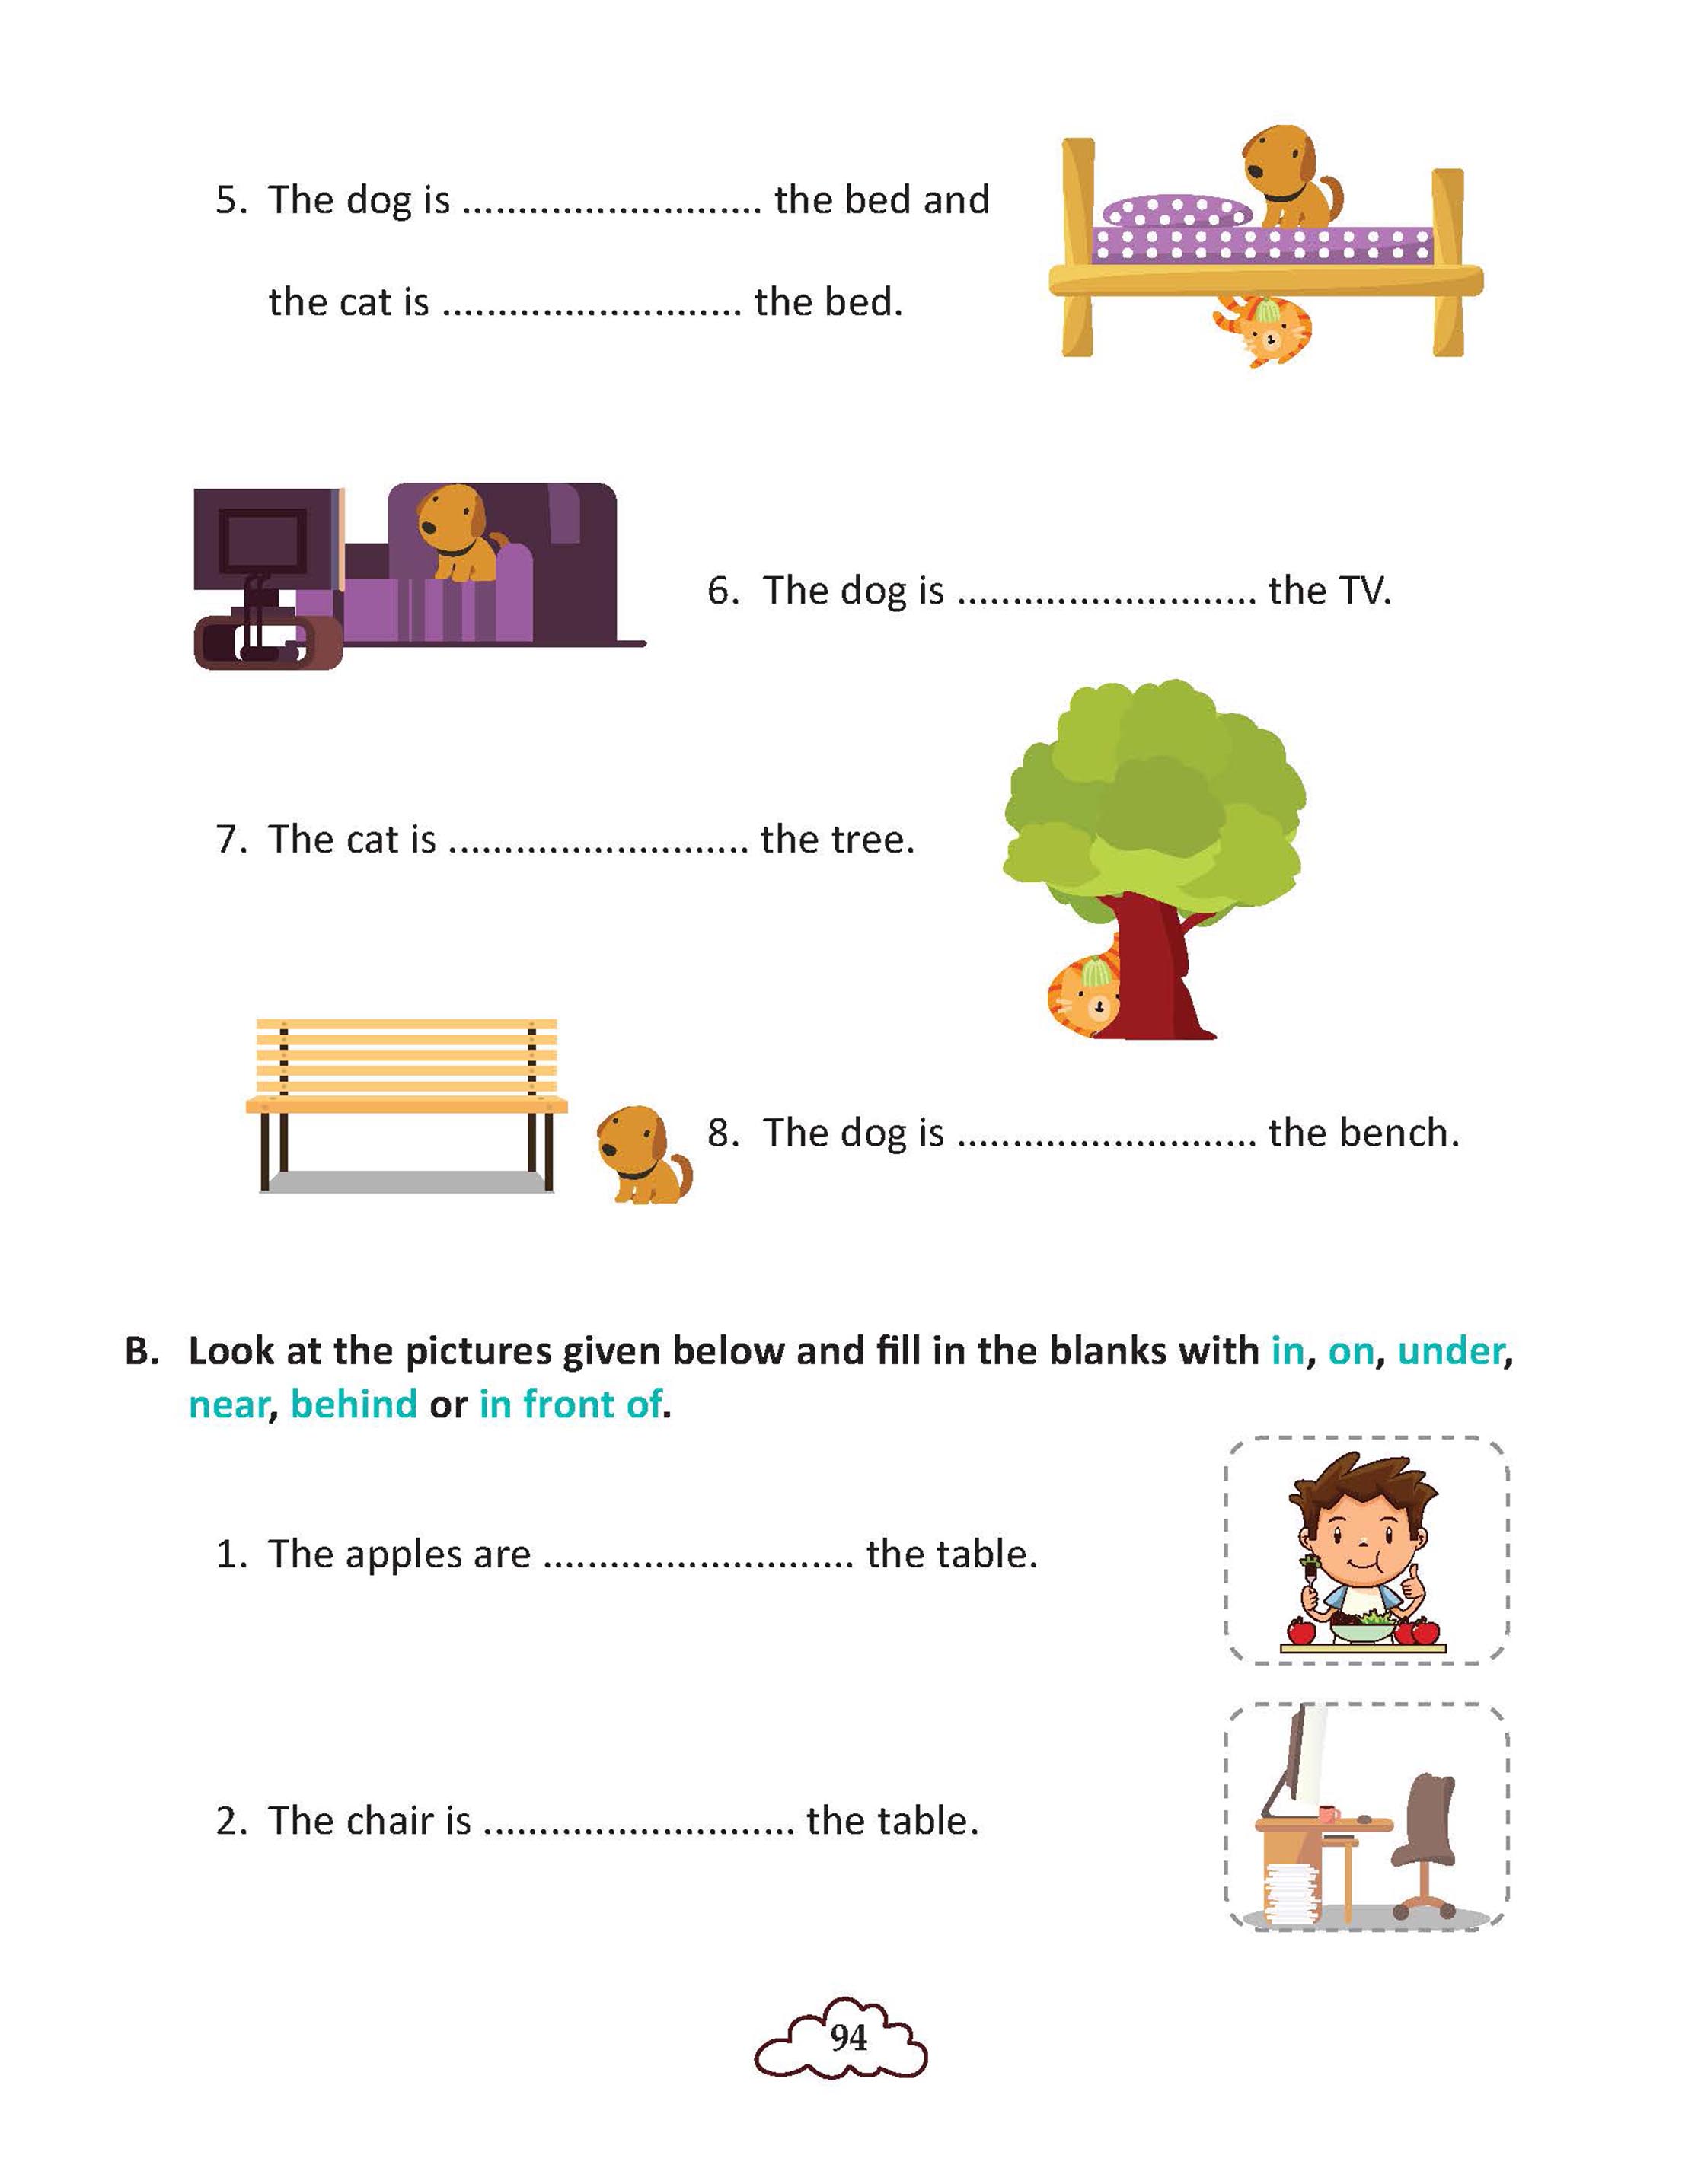 5. The dog is ........................... the bed and
the cat is ........................... the bed.
6. The dog is ........................... the TV.
7. The cat is ........................... the tree.
8. The dog is ........................... the bench.
B. Look at the pictures given below and fill in the blanks with in, on, under,
near, behind or in front of.
1. The apples are ............................ the table.
2. The chair is ............................ the table.
94